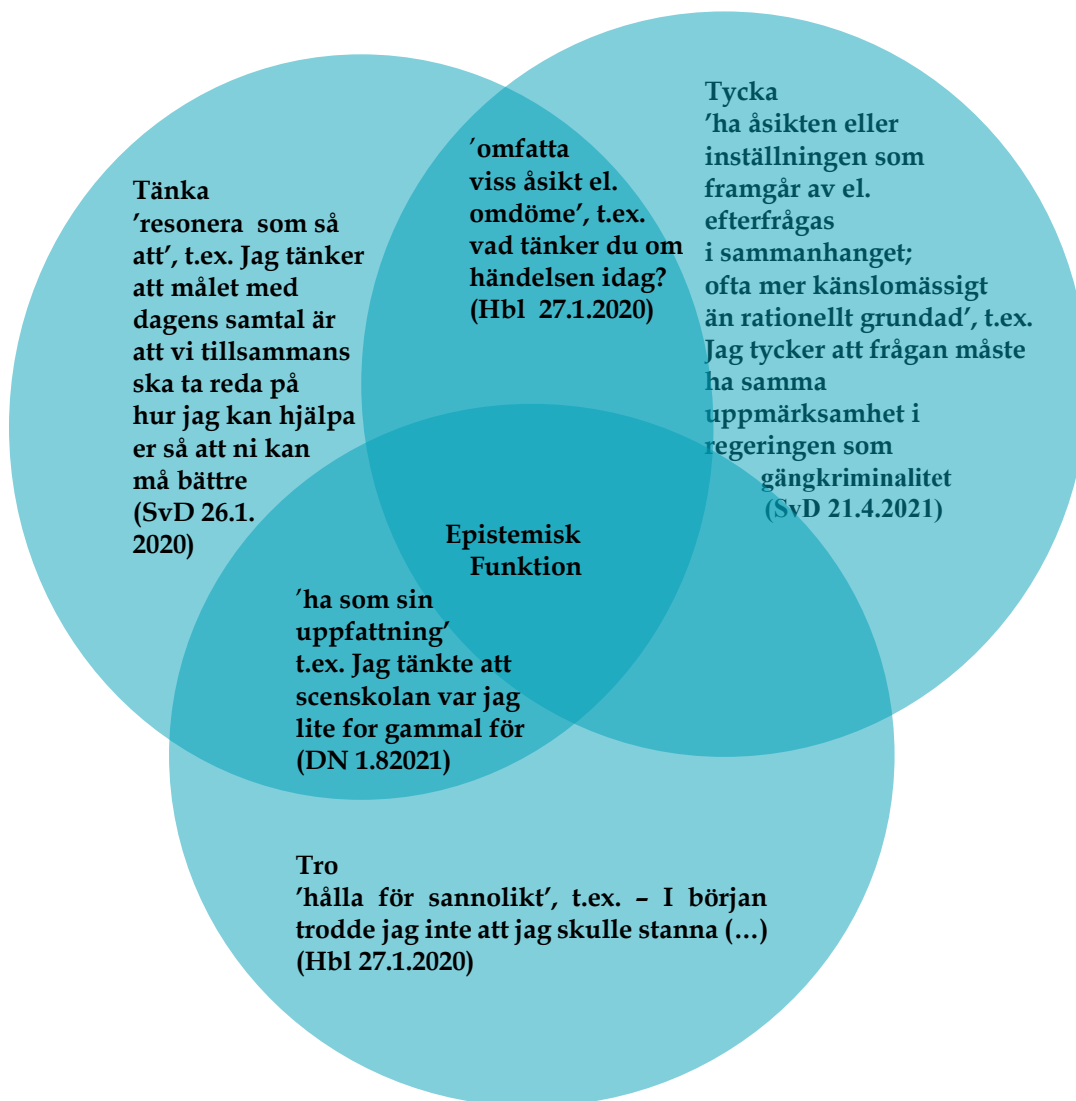 Tänka
’resonera som så
att’, t.ex. Jag tänker
att målet med
dagens samtal är
att vi tillsammans
ska ta reda på
hur jag kan hjälpa
er så att ni kan
må bättre
(SvD 26.1.
2020)
’omfatta
viss åsikt el.
omdöme’, t.ex.
vad tänker du om
händelsen idag?
(Hbl 27.1.2020)
Tycka
’ha åsikten eller
inställningen som
framgår av el.
efterfrågas
i sammanhanget;
ofta mer känslomässigt
än rationellt grundad’, t.ex.
Jag tycker att frågan måste
ha samma
uppmärksamhet i
regeringen som
gängkriminalitet
(SvD 21.4.2021)
Epistemisk
Funktion
’ha som sin
uppfattning’
t.ex. Jag tänkte att
scenskolan var jag
lite for gammal för
(DN 1.82021)
Tro
’hålla för sannolikt’, t.ex. – I början
trodde jag inte att jag skulle stanna (…)
(Hbl 27.1.2020)